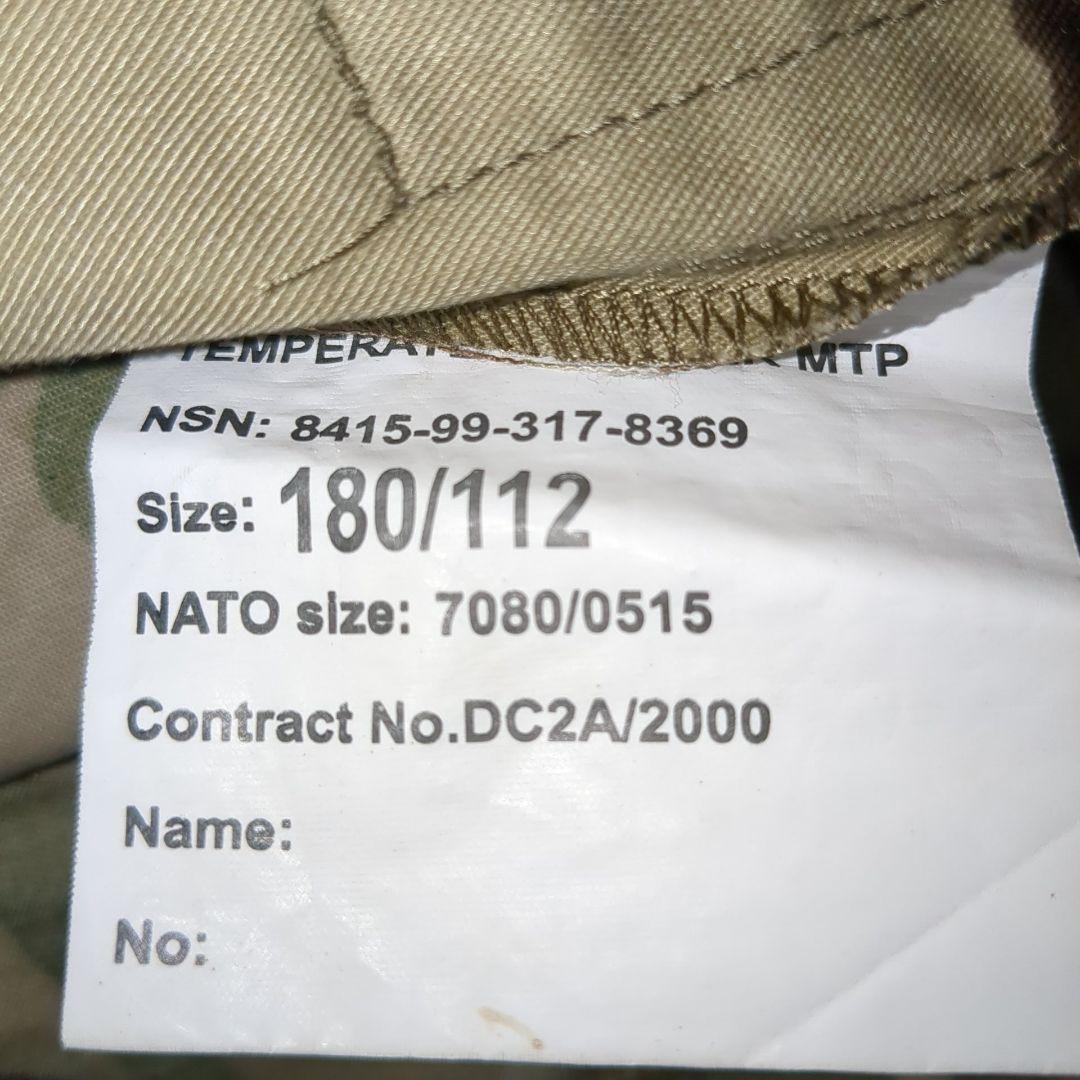 MTP
NSN: 8415-99-317-8369
Size: 180/112
NATO size: 7080/0515
Contract No.DC2A/2000
Name:
No: